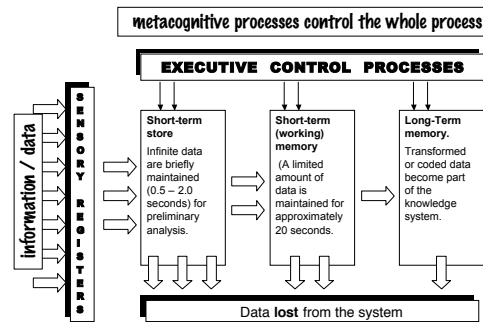 metacognitive processes control the whole process
EXECUTIVE CONTROL PROCESSES
information / data
SENSORY REGISTERS
Short-term
store
Infinite data
are briefly
maintained
(0.5 – 2.0
seconds) for
preliminary
analysis.
Short-term
(working)
memory
(A limited
amount of
data is
maintained for
approximately
20 seconds.
Long-Term
memory.
Transformed
or coded data
become part
of the
knowledge
system.
Data lost from the system